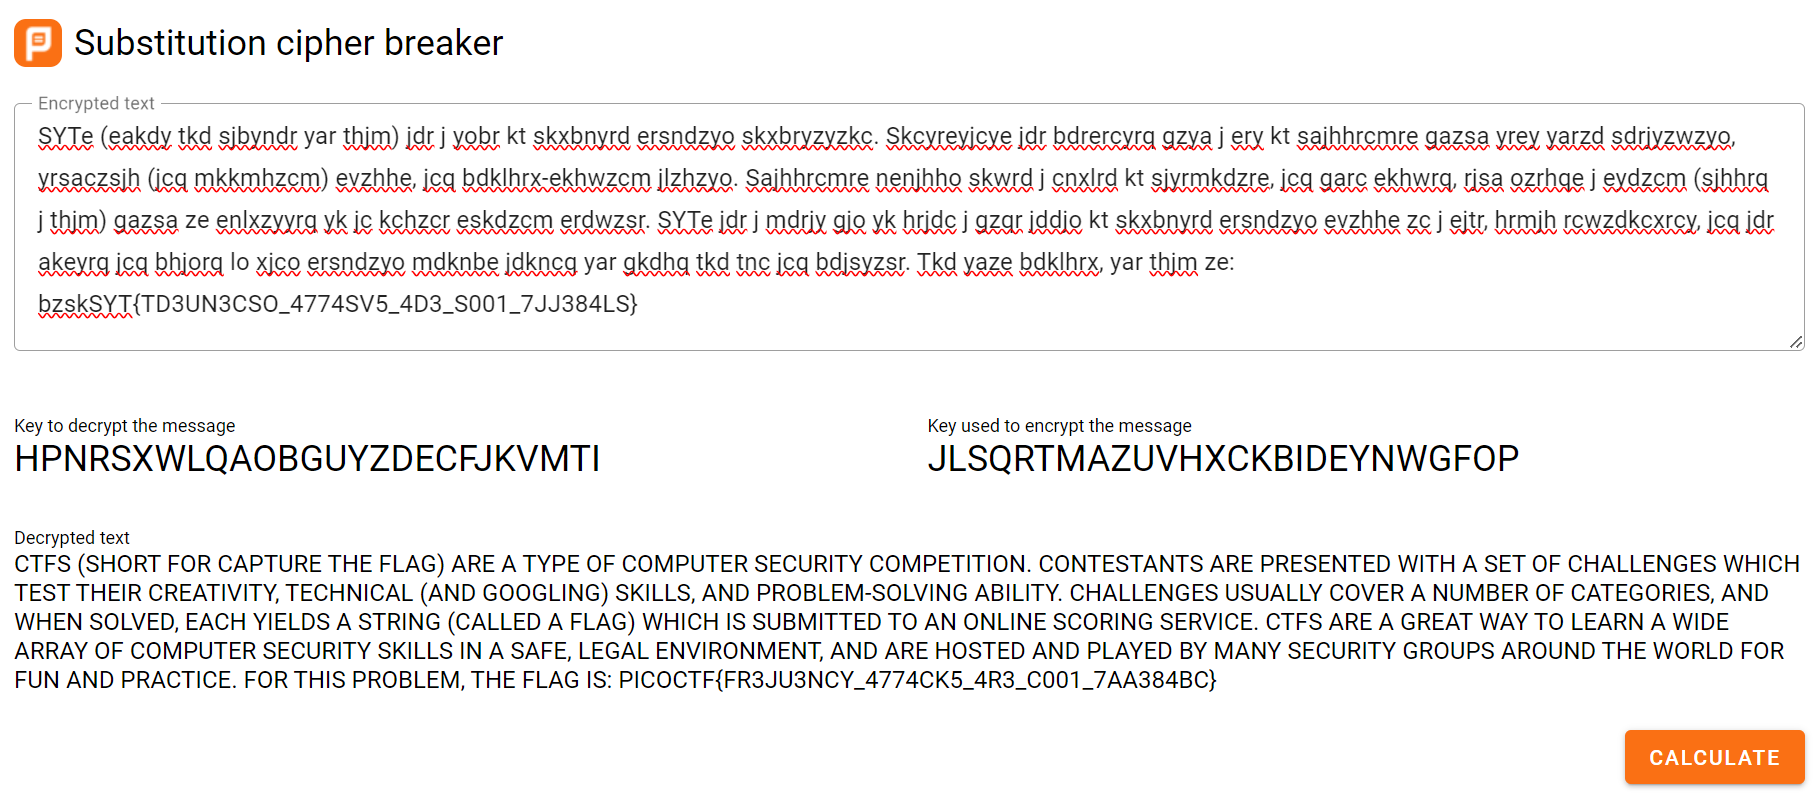 Substitution cipher breaker
Encrypted text
SYTe (eakdy tkd sjbyndr yar thjm) jdr j yobr kt skxbnyrd ersndzyo skxbryzyzkc. Skcyreyjcye jdr bdrercyrq gzya j ery kt sajhhrcmre gazsa yrey yarzd sdrjyzwzyo,
yrsaczsjh (jcq mkkmhzcm) evzhhe, jcq bdklhrx-ekhwzcm jlzhzyo. Sajhhrcmre nenjhho skwrd j cnxlrd kt sjyrmkdzre, jcq garc ekhwrq, rjsa ozrhqe j eydzcm (sjhhrq
j thjm) gazsa ze enlxzyyrq yk jc kchzcr eskdzcm erdwzsr. SYTe jdr j mdrjy gjo yk hrjdc j gzqr jddjo kt skxbnyrd ersndzyo evzhhe zc j ejtr, hrmjh rcwzdkcxrcy, jcq jdr
akeyrq jcq bhjorq lo xjco ersndzyo mdknbe jdkncq yar gkdhq tkd tnc jcq bdjsyzsr. Tkd yaze bdklhrx, yar thjm ze:
bzskSYT{TD3UN3CSO_4774SV5_4D3_S001_7JJ384LS}
Key to decrypt the message
HPNRSXWLQAOBGUYZDECFJKVMTI
Key used to encrypt the message
JLSQRTMAZUVHXCKBIDEYNWGFOP
Decrypted text
CTFS (SHORT FOR CAPTURE THE FLAG) ARE A TYPE OF COMPUTER SECURITY COMPETITION. CONTESTANTS ARE PRESENTED WITH A SET OF CHALLENGES WHICH
TEST THEIR CREATIVITY, TECHNICAL (AND GOOGLING) SKILLS, AND PROBLEM-SOLVING ABILITY. CHALLENGES USUALLY COVER A NUMBER OF CATEGORIES, AND
WHEN SOLVED, EACH YIELDS A STRING (CALLED A FLAG) WHICH IS SUBMITTED TO AN ONLINE SCORING SERVICE. CTFS ARE A GREAT WAY TO LEARN A WIDE
ARRAY OF COMPUTER SECURITY SKILLS IN A SAFE, LEGAL ENVIRONMENT, AND ARE HOSTED AND PLAYED BY MANY SECURITY GROUPS AROUND THE WORLD FOR
FUN AND PRACTICE. FOR THIS PROBLEM, THE FLAG IS: PICOCTF{FR3JU3NCY_4774CK5_4R3_C001_7AA384BC}
CALCULATE